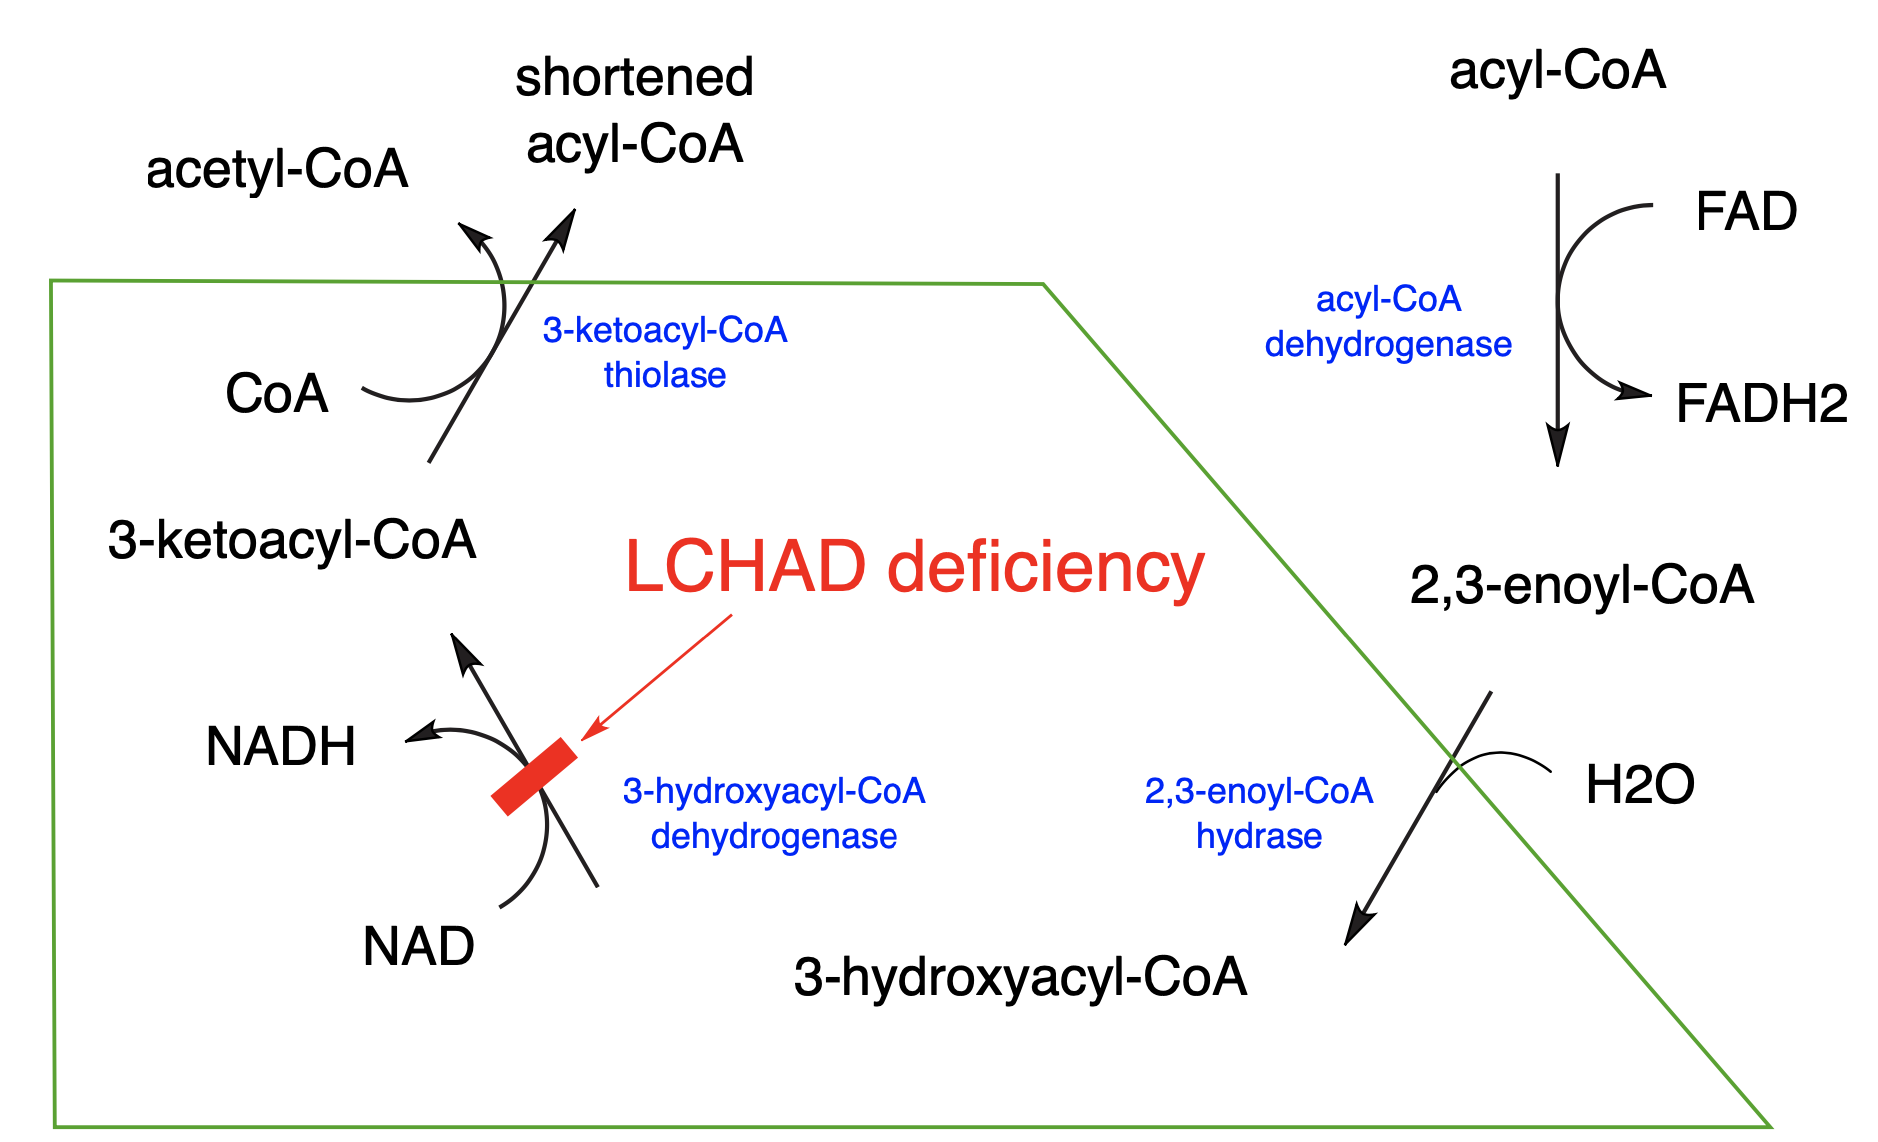 shortened
acyl-CoA
acetyl-CoA
acyl-CoA
FAD
acyl-CoA
dehydrogenase
FADH2
3-ketoacyl-CoA
thiolase
CoA
3-ketoacyl-CoA
LCHAD deficiency
2,3-enoyl-CoA
NADH
3-hydroxyacyl-CoA
dehydrogenase
2,3-enoyl-CoA
hydrase
H2O
NAD
3-hydroxyacyl-CoA